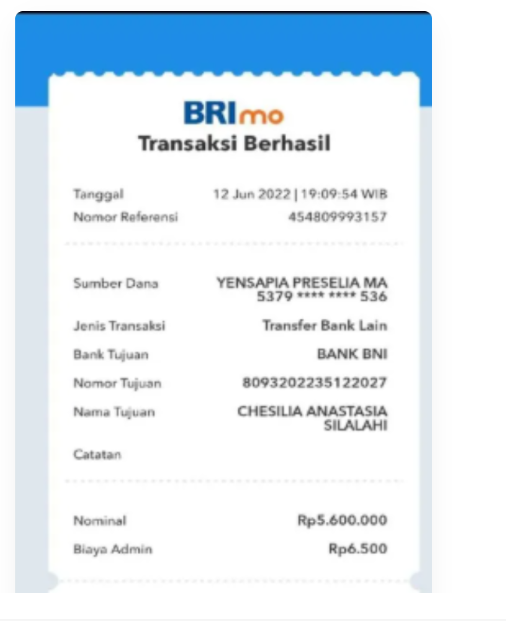 BRImo
Transaksi Berhasil
Tanggal 12 Jun 2022 | 19:09:54 WIB
Nomor Referensi 454809993157
Sumber Dana YENSAPIA PRESELIA MA
5379 **** **** 536
Jenis Transaksi Transfer Bank Lain
Bank Tujuan BANK BNI
Nomor Tujuan 8093202235122027
Nama Tujuan CHESILIA ANASTASIA
SILALAHI
Catatan
Nominal Rp5.600.000
Biaya Admin Rp6.500